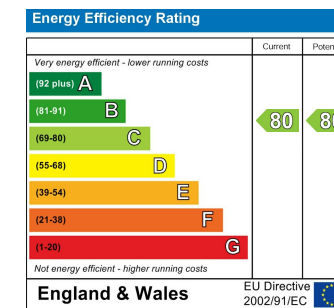 Energy Efficiency Rating
Current Poten
Very energy efficient - lower running costs
(92 plus) A
(81-91) B
(69-80) C
(55-68) D
(39-54) E
(21-38) F
(1-20) G
80 80
Not energy efficient - higher running costs
England & Wales
EU Directive
2002/91/EC